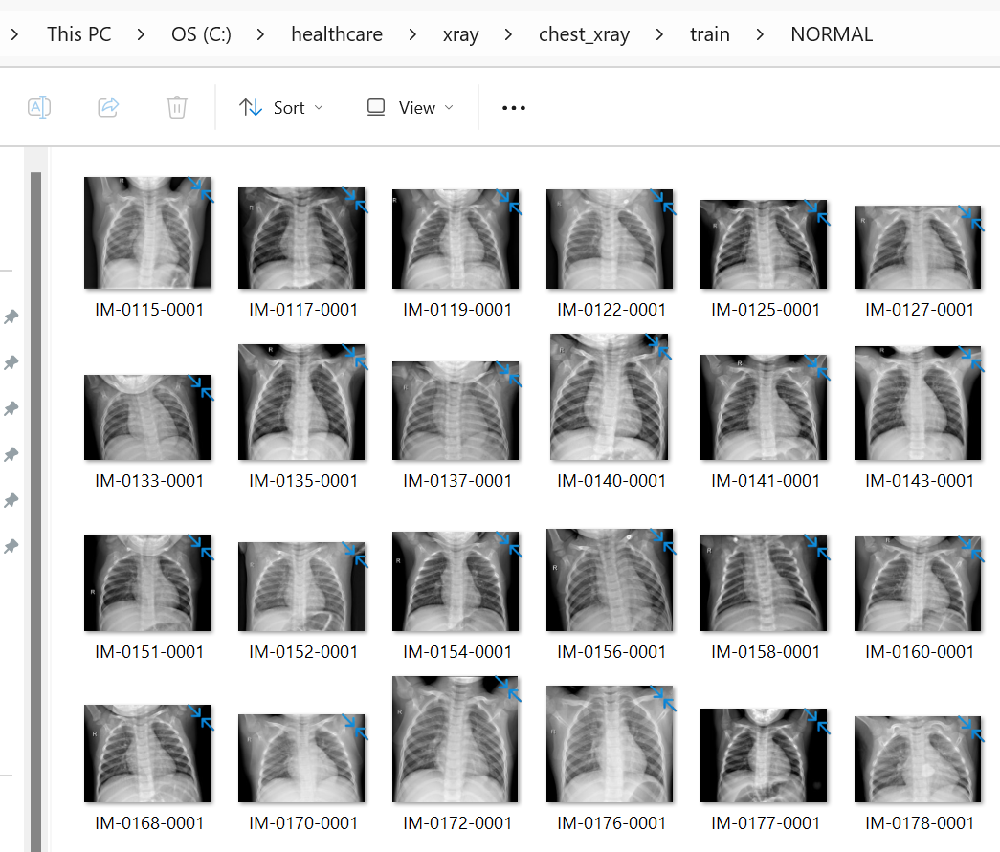 This PC > OS (C:) > healthcare > xray > chest_xray > train > NORMAL
Sort View
IM-0115-0001 IM-0117-0001 IM-0119-0001 IM-0122-0001 IM-0125-0001 IM-0127-0001
IM-0133-0001 IM-0135-0001 IM-0137-0001 IM-0140-0001 IM-0141-0001 IM-0143-0001
IM-0151-0001 IM-0152-0001 IM-0154-0001 IM-0156-0001 IM-0158-0001 IM-0160-0001
IM-0168-0001 IM-0170-0001 IM-0172-0001 IM-0176-0001 IM-0177-0001 IM-0178-0001